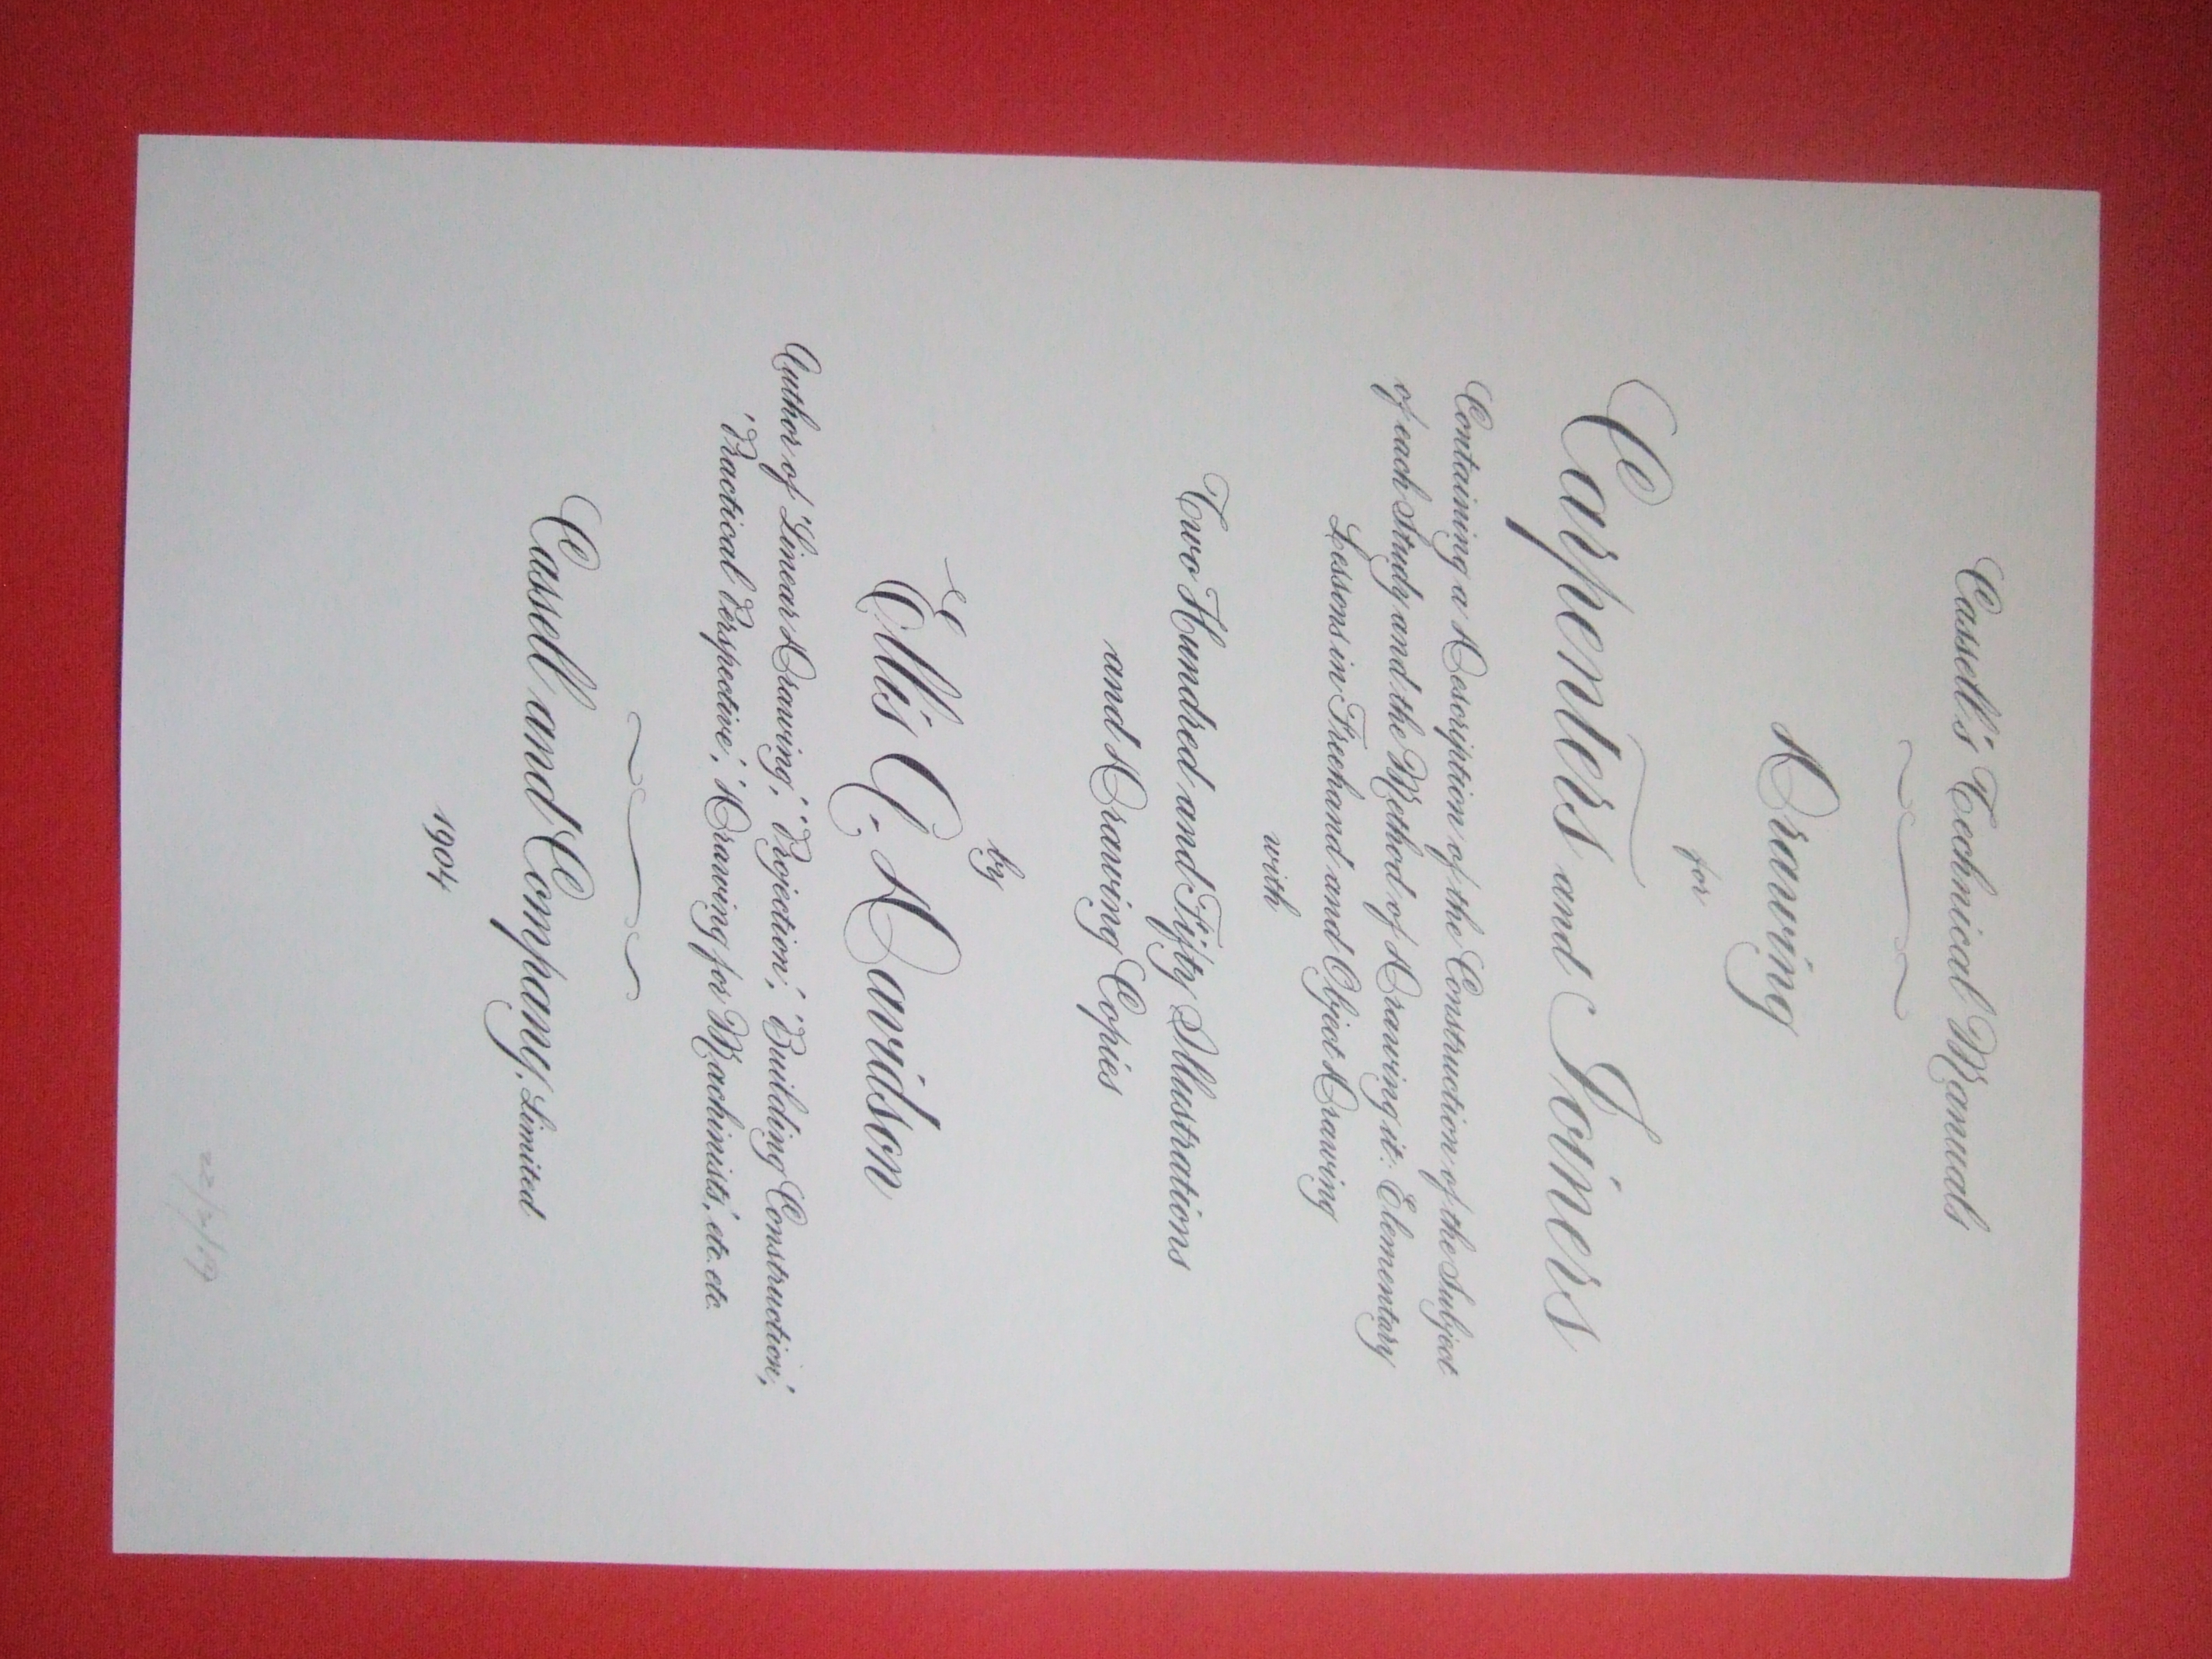 Cassell's Technical Manuals
Drawing
for
Carpenters and Joiners
Containing a Description of the Construction of the Subject
of each Study and the Method of Drawing it: Elementary
Lessons in Freehand and Object Drawing
with
Two Hundred and Fifty Illustrations
and Drawing Copies
by
Ellis A. Davidson
Author of 'Linear Drawing,' 'Projection,' 'Building Construction,'
'Practical Perspective,' 'Drawing for Machinists,' etc. etc.
Cassell and Company, Limited
1904